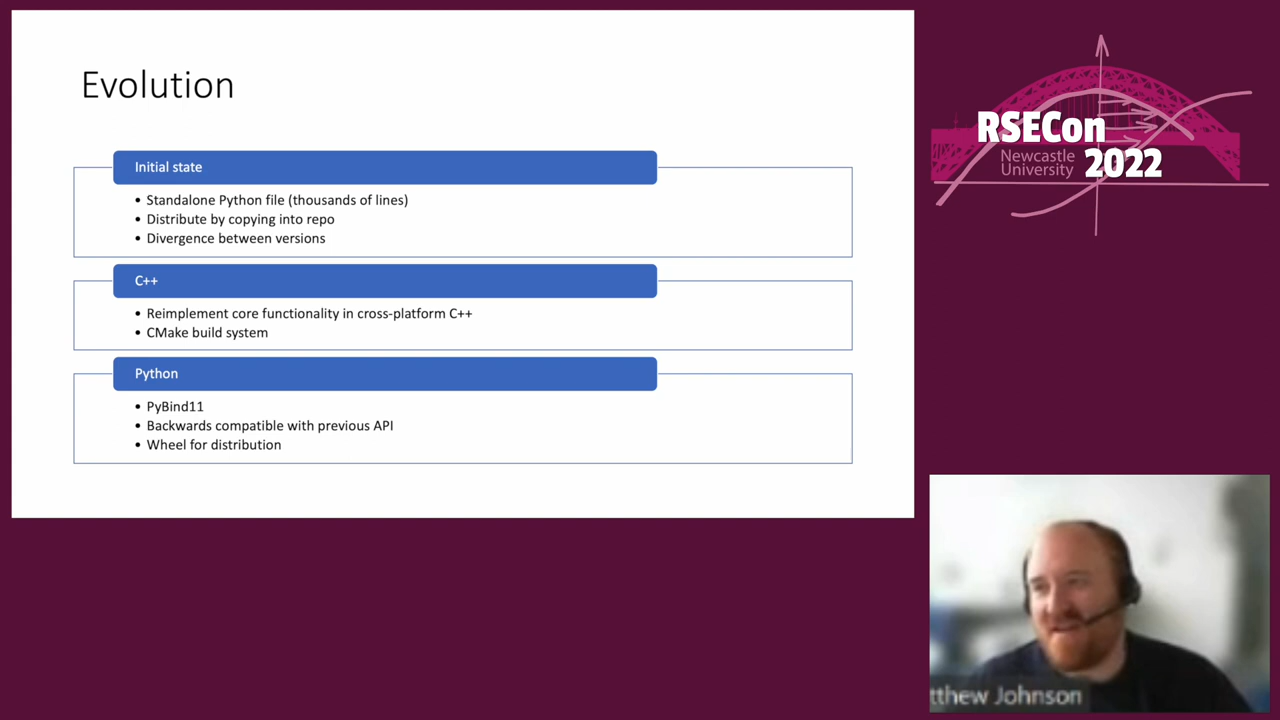 Evolution
Initial state
• Standalone Python file (thousands of lines)
• Distribute by copying into repo
• Divergence between versions
C++
• Reimplement core functionality in cross-platform C++
• CMake build system
Python
• PyBind11
• Backwards compatible with previous API
• Wheel for distribution
RSECon
Newcastle
University
2022
tthew Johnson